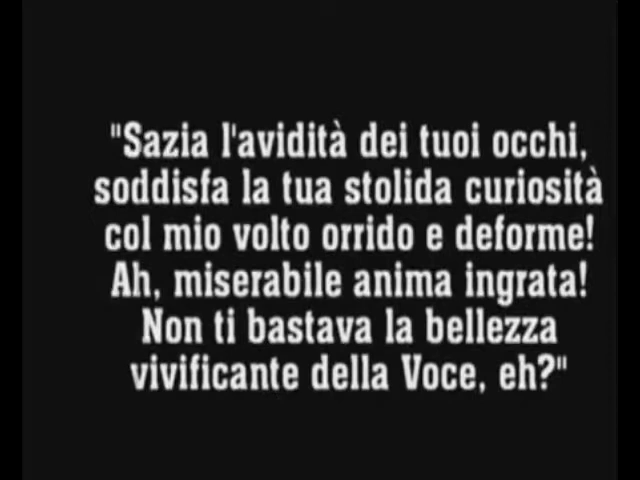 "Sazia l'avidità dei tuoi occhi,
soddisfa la tua stolida curiosità
col mio volto orrido e deforme!
Ah, miserabile anima ingrata!
Non ti bastava la bellezza
vivificante della Voce, eh?"